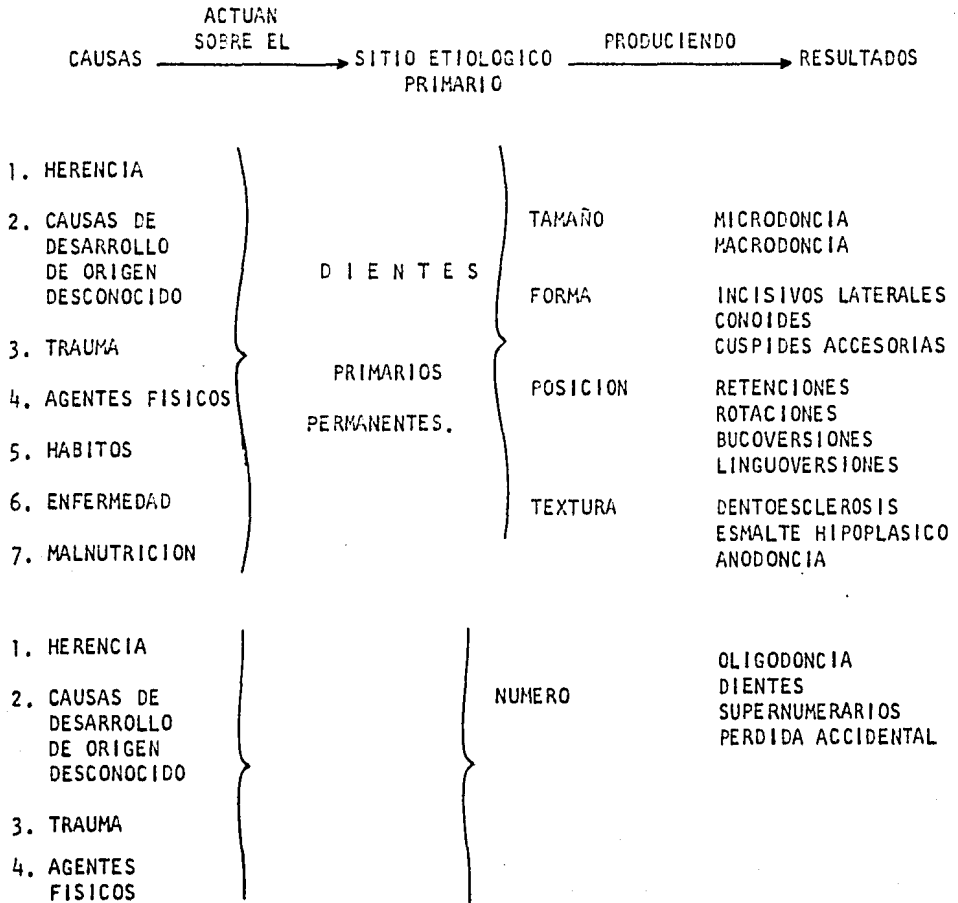 ACTUAN
SOBRE EL
CAUSAS SITIO ETIOLOGICO PRODUCIENDO RESULTADOS
PRIMARIO
1. HERENCIA
2. CAUSAS DE
DESARROLLO
DE ORIGEN
DESCONOCIDO
3. TRAUMA
4. AGENTES FISICOS
5. HABITOS
6. ENFERMEDAD
7. MALNUTRICION
D I E N T E S
PRIMARIOS
PERMANENTES.
TAMAÑO MICRODONCIA
MACRODONCIA
FORMA INCISIVOS LATERALES
CONOIDES
CUSPIDES ACCESORIAS
POSICION RETENCIONES
ROTACIONES
BUCOVERSIONES
LINGUOVERSIONES
TEXTURA DENTOESCLEROSIS
ESMALTE HIPOPLASICO
ANODONCIA
1. HERENCIA
2. CAUSAS DE
DESARROLLO
DE ORIGEN
DESCONOCIDO
3. TRAUMA
4. AGENTES
FISICOS
NUMERO
OLIGODONCIA
DIENTES
SUPERNUMERARIOS
PERDIDA ACCIDENTAL